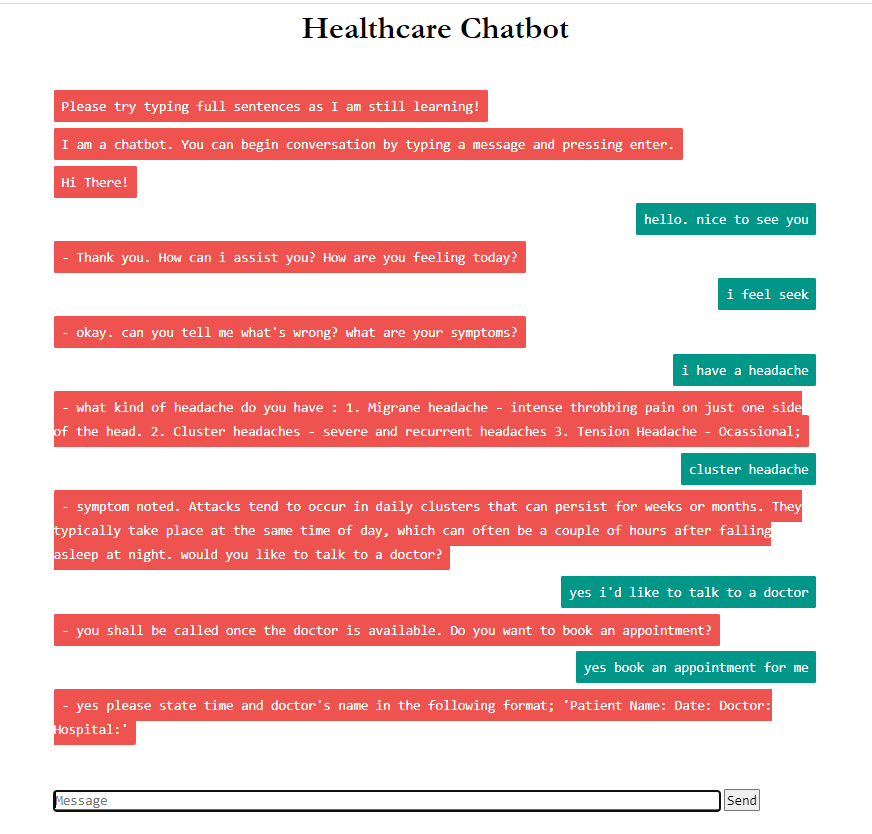 Healthcare Chatbot
Please try typing full sentences as I am still learning!
I am a chatbot. You can begin conversation by typing a message and pressing enter.
Hi There!
hello. nice to see you
- Thank you. How can i assist you? How are you feeling today?
i feel seek
- okay. can you tell me what's wrong? what are your symptoms?
i have a headache
- what kind of headache do you have : 1. Migrane headache - intense throbbing pain on just one side
of the head. 2. Cluster headaches - severe and recurrent headaches 3. Tension Headache - Ocassional;
cluster headache
- symptom noted. Attacks tend to occur in daily clusters that can persist for weeks or months. They
typically take place at the same time of day, which can often be a couple of hours after falling
asleep at night. would you like to talk to a doctor?
yes i'd like to talk to a doctor
- you shall be called once the doctor is available. Do you want to book an appointment?
yes book an appointment for me
- yes please state time and doctor's name in the following format; 'Patient Name: Date: Doctor:
Hospital:'
Message
Send